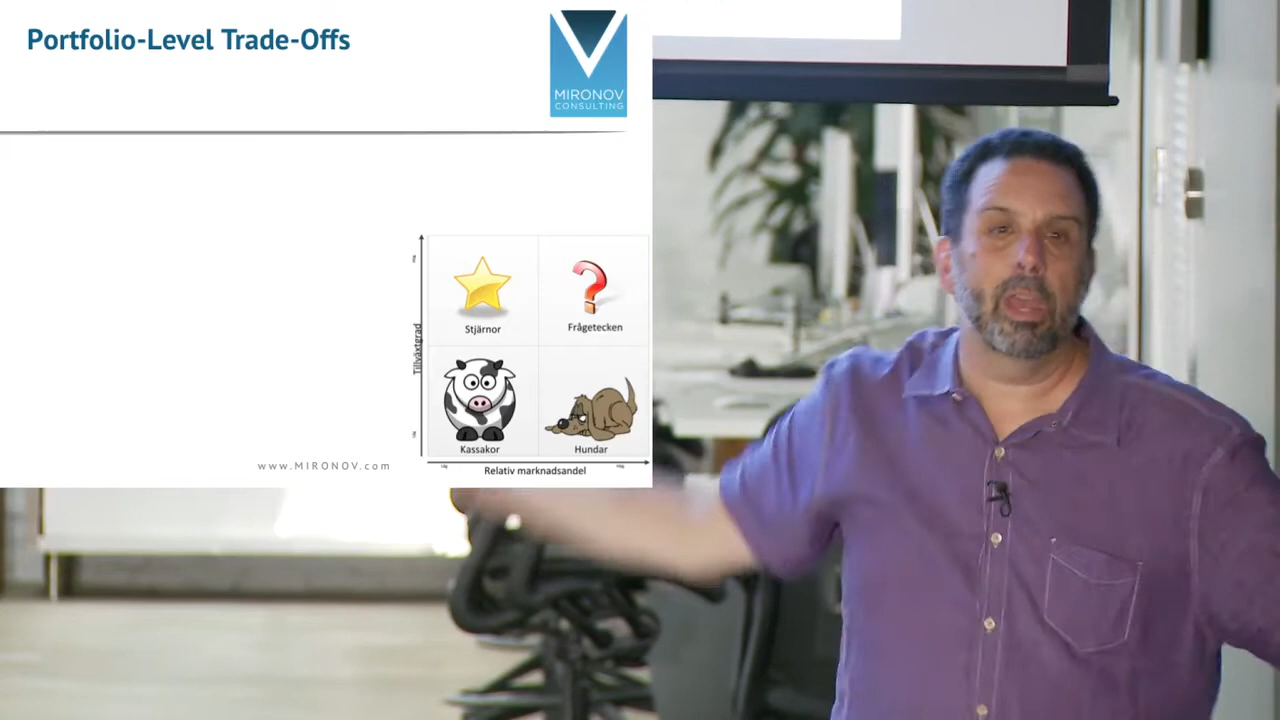 Portfolio-Level Trade-Offs
MIRONOV
CONSULTING
Stjärnor
Frågetecken
Tillväxtgrad
Kassakor
Hundar
Relativ marknadsandel
www.MIRONOV.com